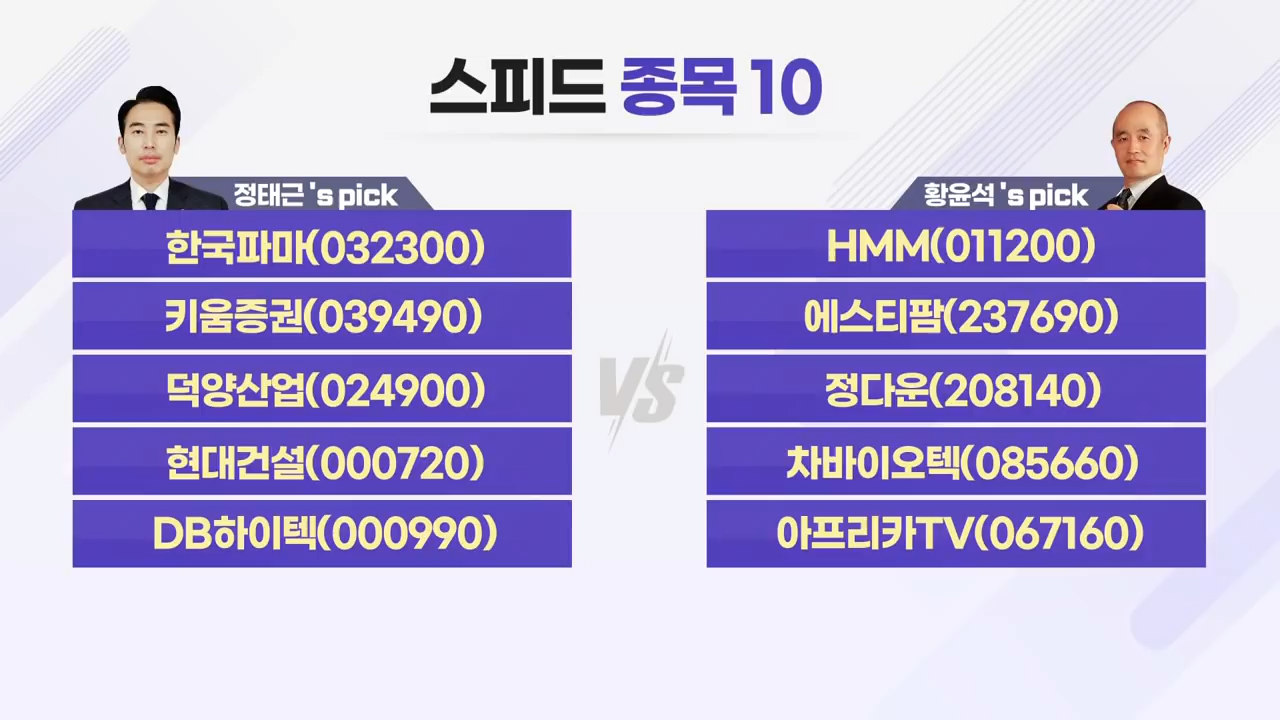 스피드 종목 10
정태근 's pick
한국파마(032300)
키움증권(039490)
덕양산업(024900)
현대건설(000720)
DB하이텍(000990)
VS
황윤석 's pick
HMM(011200)
에스티팜(237690)
정다운(208140)
차바이오텍(085660)
아프리카TV(067160)